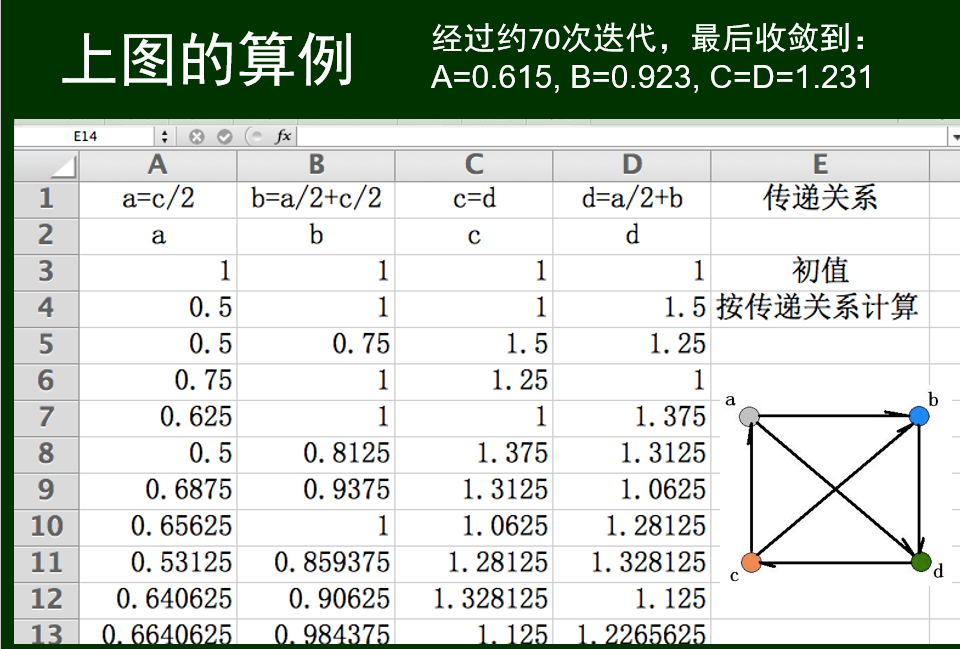 上图的算例
经过约70次迭代，最后收敛到：
A=0.615, B=0.923, C=D=1.231
E14 fx
A B C D E
1 a=c/2 b=a/2+c/2 c=d d=a/2+b 传递关系
2 a b c d
3 1 1 1 1 初值
4 0.5 1 1 1.5 按传递关系计算
5 0.5 0.75 1.5 1.25
6 0.75 1 1.25 1
7 0.625 1 1 1.375
8 0.5 0.8125 1.375 1.3125
9 0.6875 0.9375 1.3125 1.0625
10 0.65625 1 1.0625 1.28125
11 0.53125 0.859375 1.28125 1.328125
12 0.640625 0.90625 1.328125 1.125
13 0.6640625 0.984375 1.125 1.2265625
a b
c d